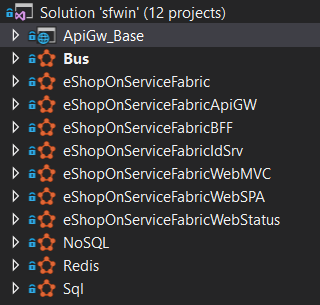 Solution 'sfwin' (12 projects)
ApiGw_Base
Bus
eShopOnServiceFabric
eShopOnServiceFabricApiGW
eShopOnServiceFabricBFF
eShopOnServiceFabricIdSrv
eShopOnServiceFabricWebMVC
eShopOnServiceFabricWebSPA
eShopOnServiceFabricWebStatus
NoSQL
Redis
Sql